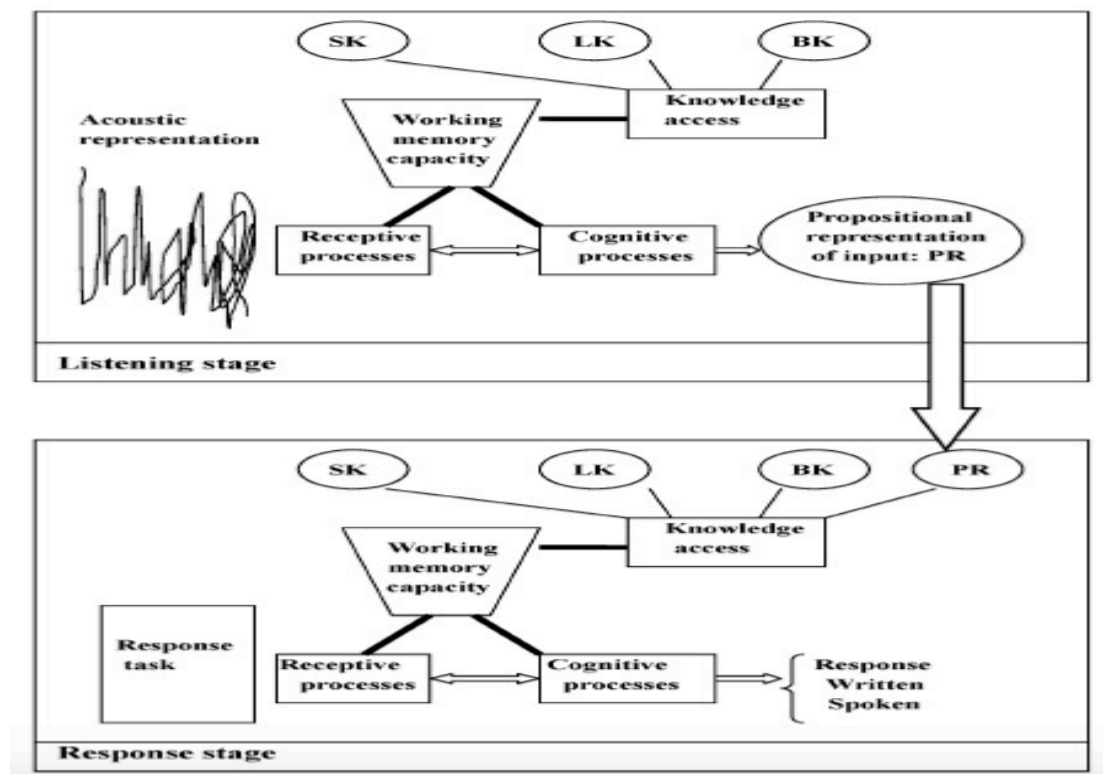 SK
LK
BK
Knowledge
access
Working
memory
capacity
Acoustic
representation
Receptive
processes
Cognitive
processes
Propositional
representation
of input: PR
Listening stage
SK
LK
BK
PR
Knowledge
access
Working
memory
capacity
Response
task
Receptive
processes
Cognitive
processes
Response
Written
Spoken
Response stage